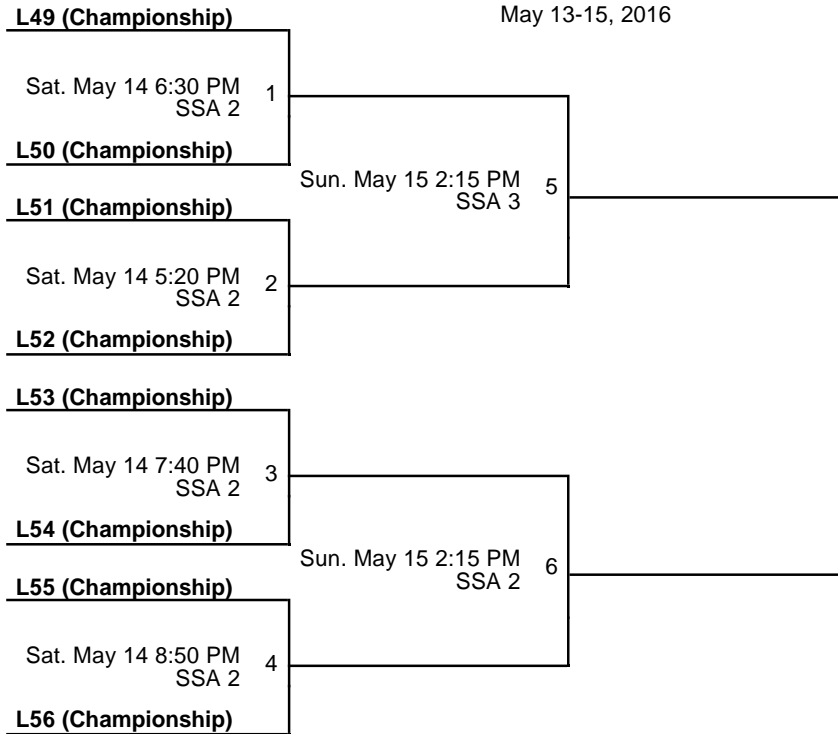 L49 (Championship)
May 13-15, 2016
Sat. May 14 6:30 PM
SSA 2
1
L50 (Championship)
Sun. May 15 2:15 PM
SSA 3
5
L51 (Championship)
Sat. May 14 5:20 PM
SSA 2
2
L52 (Championship)
L53 (Championship)
Sat. May 14 7:40 PM
SSA 2
3
L54 (Championship)
Sun. May 15 2:15 PM
SSA 2
6
L55 (Championship)
Sat. May 14 8:50 PM
SSA 2
4
L56 (Championship)